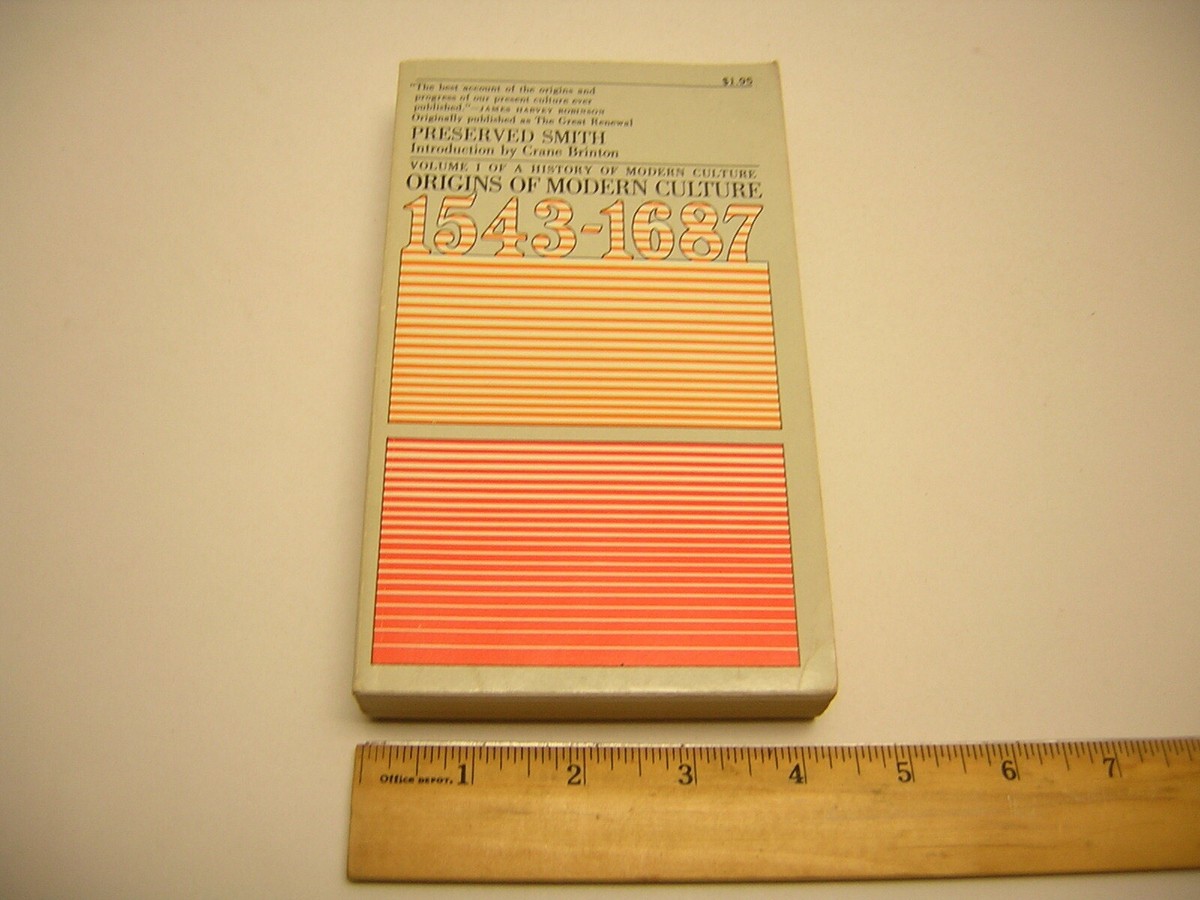 $1.95
"The best account of the origins and
progress of our present culture ever
published."—JAMES HARVEY ROBINSON
Originally published as The Great Renewal
PRESERVED SMITH
Introduction by Crane Brinton
VOLUME 1 OF A HISTORY OF MODERN CULTURE
ORIGINS OF MODERN CULTURE
1543-1687
Office DEPOT. 1 2 3 4 5 6 7